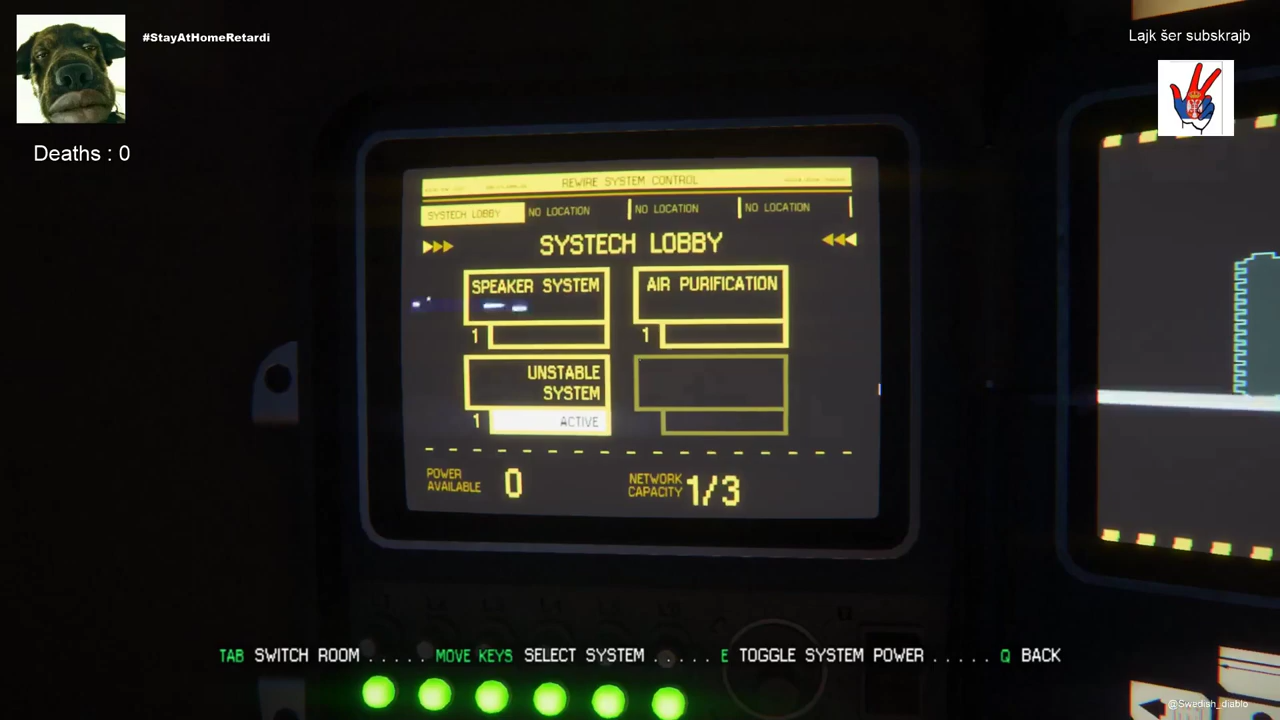 #StayAtHomeRetardi
Lajk šer subskrajb
Deaths : 0
REWIRE SYSTEM CONTROL
SYSTECH LOBBY
NO LOCATION
NO LOCATION
NO LOCATION
SYSTECH LOBBY
SPEAKER SYSTEM
AIR PURIFICATION
1
1
UNSTABLE
SYSTEM
1 ACTIVE
POWER
AVAILABLE 0
NETWORK
CAPACITY 1/3
TAB SWITCH ROOM ..... MOVE KEYS SELECT SYSTEM ..... E TOGGLE SYSTEM POWER ..... Q BACK
@Swedish_diablo